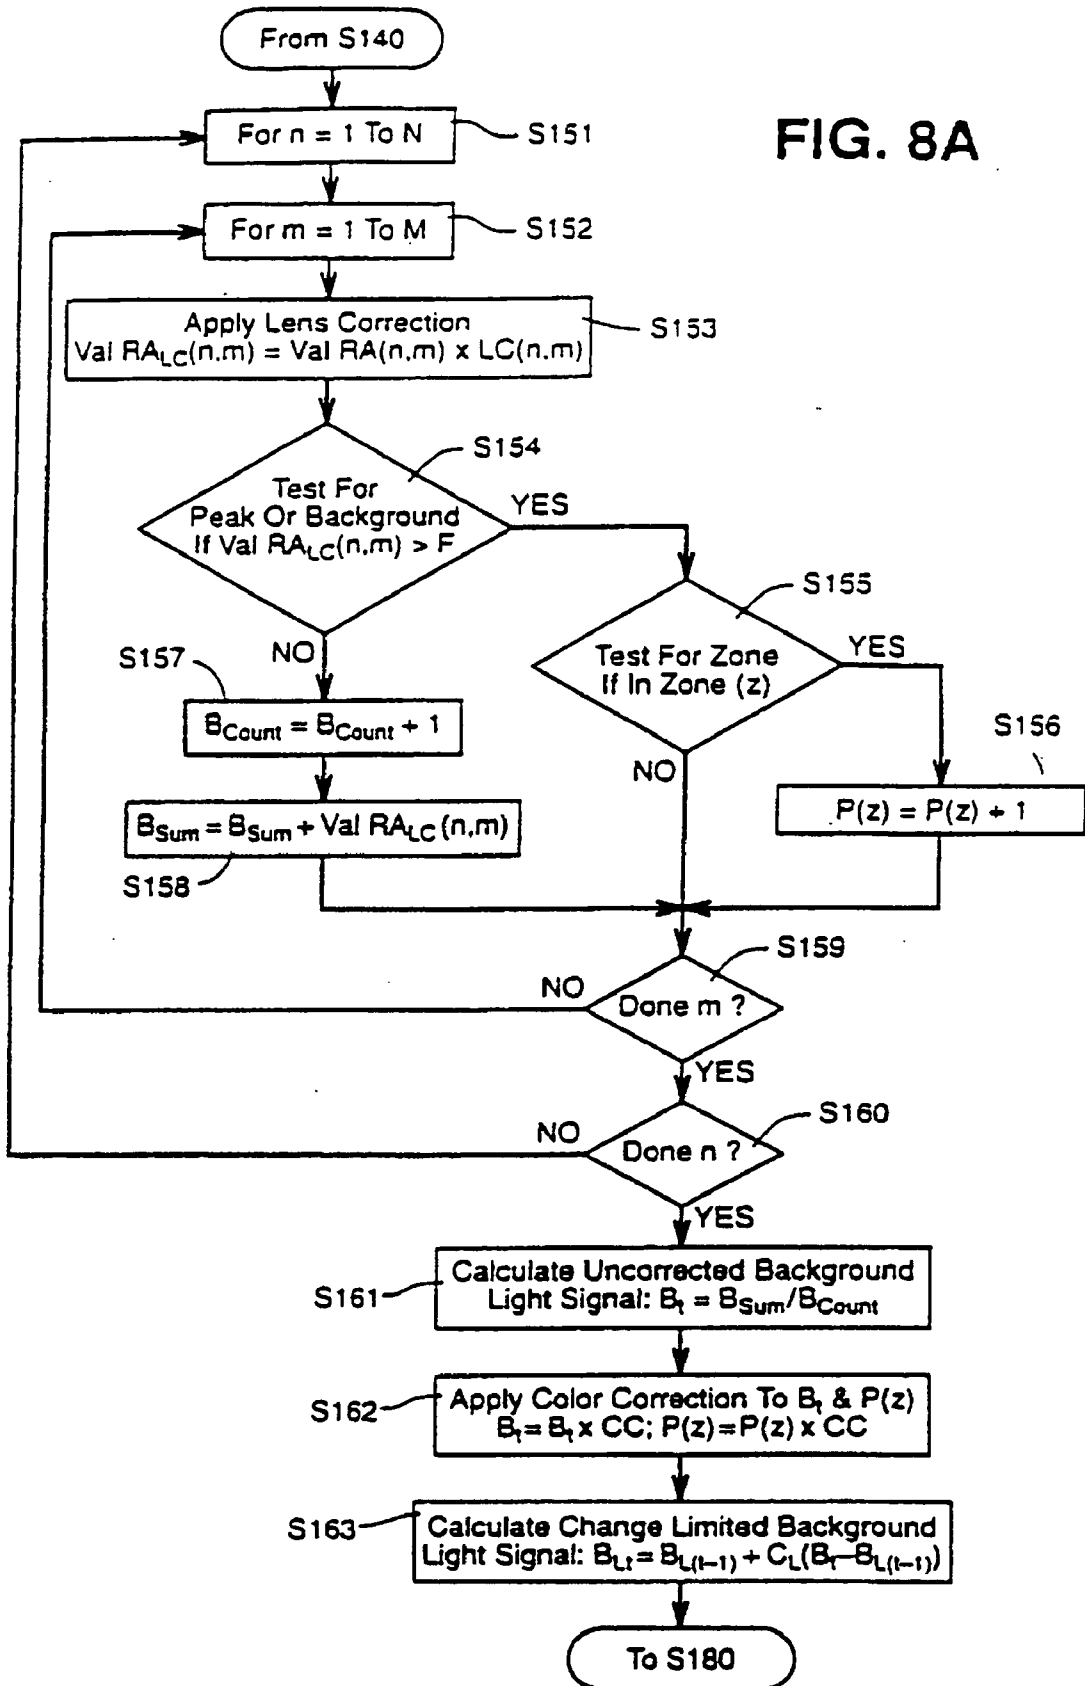 From S140
FIG. 8A
For n = 1 To N
S151
For m = 1 To M
S152
Apply Lens Correction
Val RA_LC(n,m) = Val RA(n,m) x LC(n,m)
S153
S154
Test For
Peak Or Background
If Val RA_LC(n,m) > F
YES
NO
S155
Test For Zone
If In Zone (z)
YES
NO
S156
P(z) = P(z) + 1
S157
B_Count = B_Count + 1
B_Sum = B_Sum + Val RA_LC(n,m)
S158
S159
NO
Done m ?
YES
S160
NO
Done n ?
YES
Calculate Uncorrected Background
Light Signal: B_t = B_Sum/B_Count
S161
Apply Color Correction To B_t & P(z)
B_t = B_t x CC; P(z) = P(z) x CC
S162
S163
Calculate Change Limited Background
Light Signal: B_Lt = B_L(t-1) + C_L(B_t-B_L(t-1))
To S180